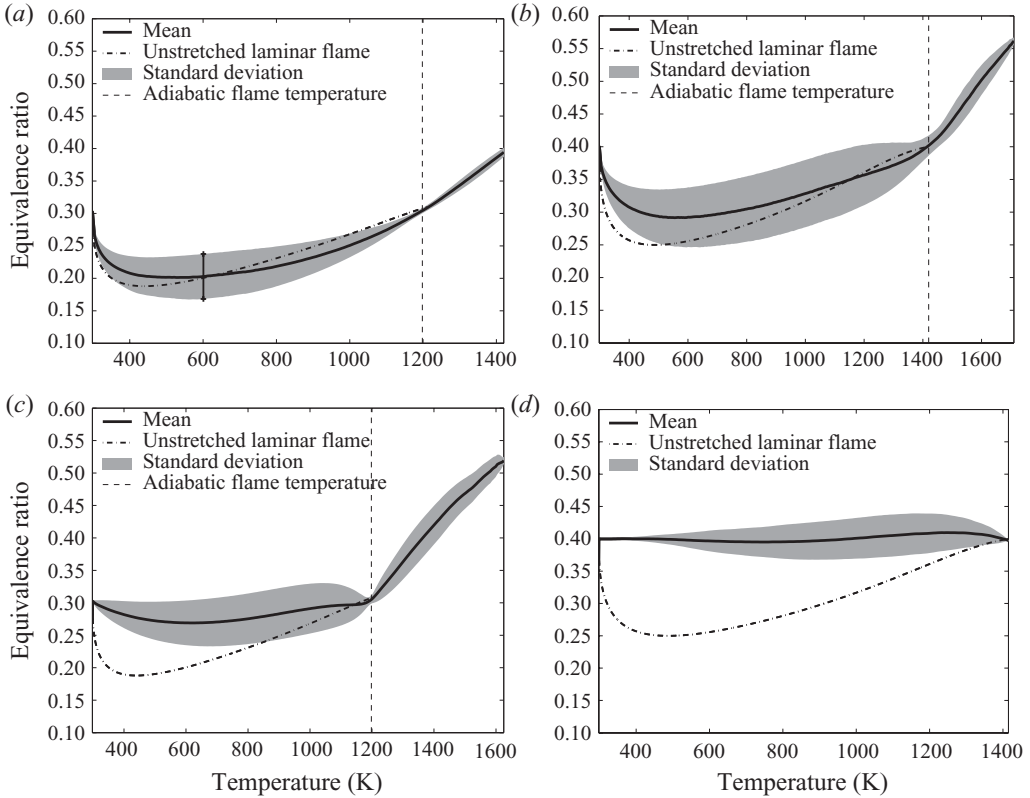 (a)
0.60
0.55
0.50
0.45
0.40
0.35
0.30
0.25
0.20
0.15
0.10
Equivalence ratio
Mean
Unstretched laminar flame
Standard deviation
Adiabatic flame temperature
400 600 800 1000 1200 1400
(b)
0.60
0.55
0.50
0.45
0.40
0.35
0.30
0.25
0.20
0.15
0.10
Mean
Unstretched laminar flame
Standard deviation
Adiabatic flame temperature
400 600 800 1000 1200 1400 1600
(c)
0.60
0.55
0.50
0.45
0.40
0.35
0.30
0.25
0.20
0.15
0.10
Equivalence ratio
Mean
Unstretched laminar flame
Standard deviation
Adiabatic flame temperature
400 600 800 1000 1200 1400 1600
Temperature (K)
(d)
0.60
0.55
0.50
0.45
0.40
0.35
0.30
0.25
0.20
0.15
0.10
Mean
Unstretched laminar flame
Standard deviation
400 600 800 1000 1200 1400
Temperature (K)